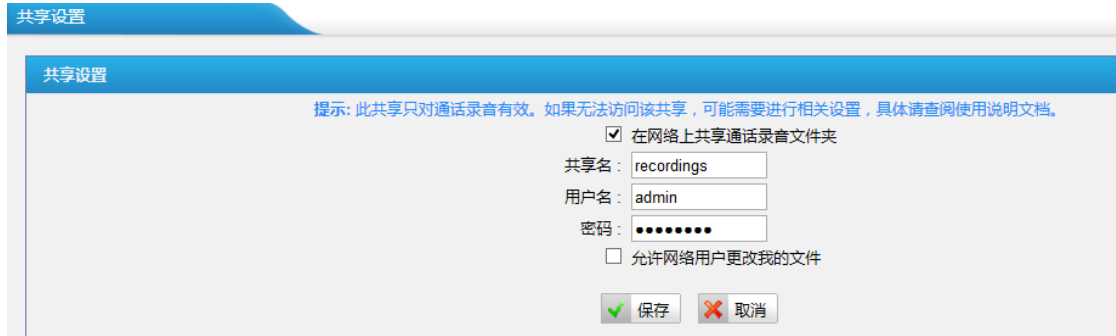 共享设置
共享设置
提示: 此共享只对通话录音有效。如果无法访问该共享，可能需要进行相关设置，具体请查阅使用说明文档。
在网络上共享通话录音文件夹
共享名： recordings
用户名： admin
密码： ••••••••
允许网络用户更改我的文件
保存 取消